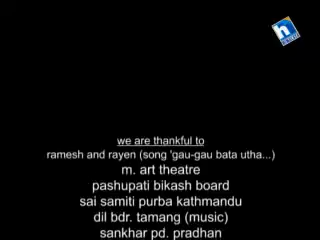 h
we are thankful to
ramesh and rayen (song 'gau-gau bata utha...)
m. art theatre
pashupati bikash board
sai samiti purba kathmandu
dil bdr. tamang (music)
sankhar pd. pradhan